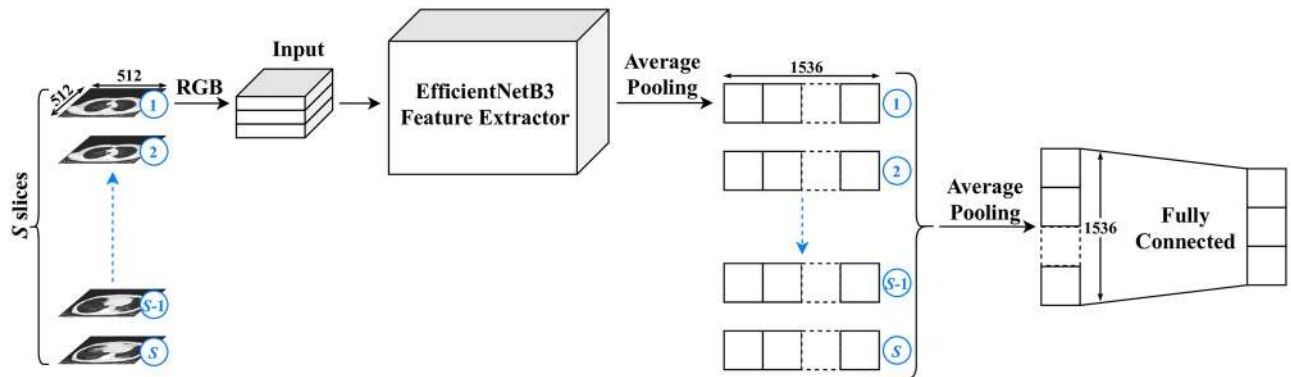 S slices
512
512
1
2
S-1
S
RGB
Input
EfficientNetB3
Feature Extractor
Average
Pooling
1536
1
2
S-1
S
Average
Pooling
1536
Fully
Connected